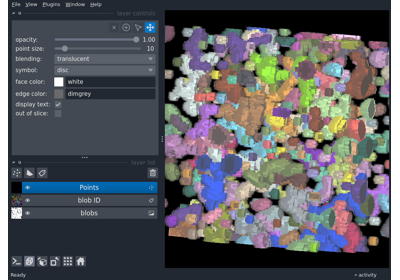 File View Plugins Window Help
layer controls
opacity: 1.00
point size: 10
blending: translucent
symbol: disc
face color: white
edge color: dimgrey
display text:
out of slice:
layer list
Points
blob ID
blobs
Ready
activity